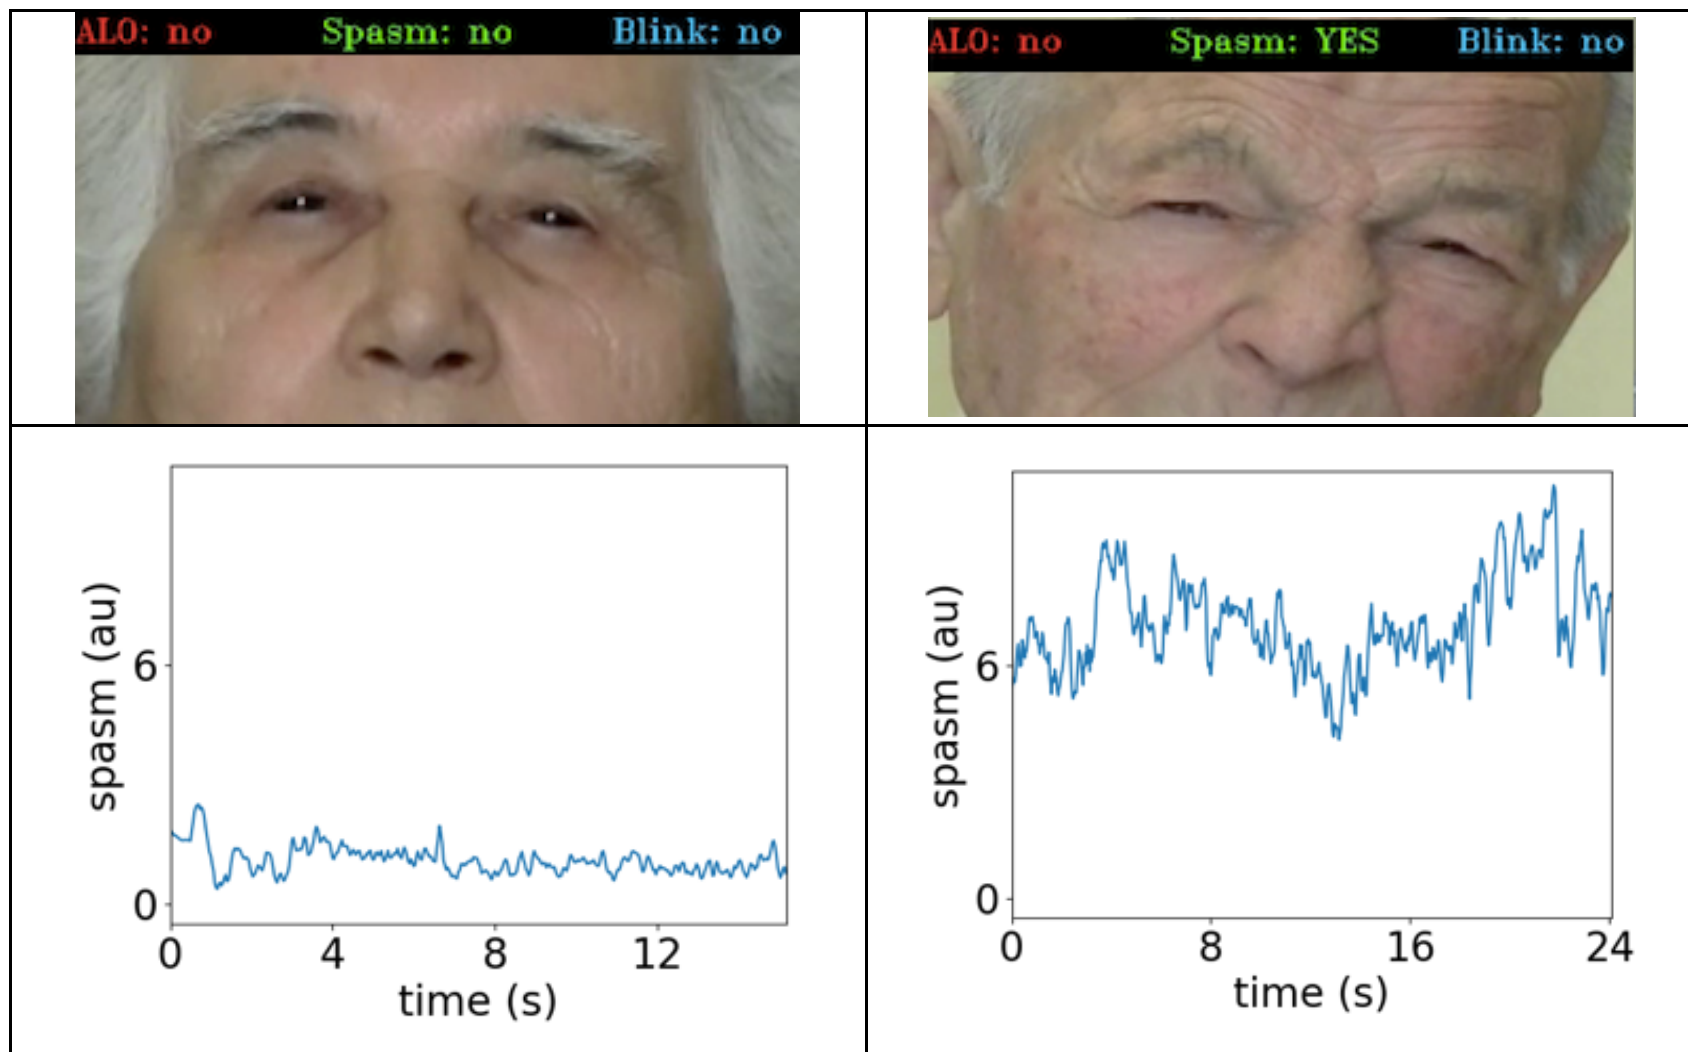 ALO: no Spasm: no Blink: no
ALO: no Spasm: YES Blink: no
spasm (au)
6
0
0 4 8 12
time (s)
spasm (au)
6
0
0 8 16 24
time (s)